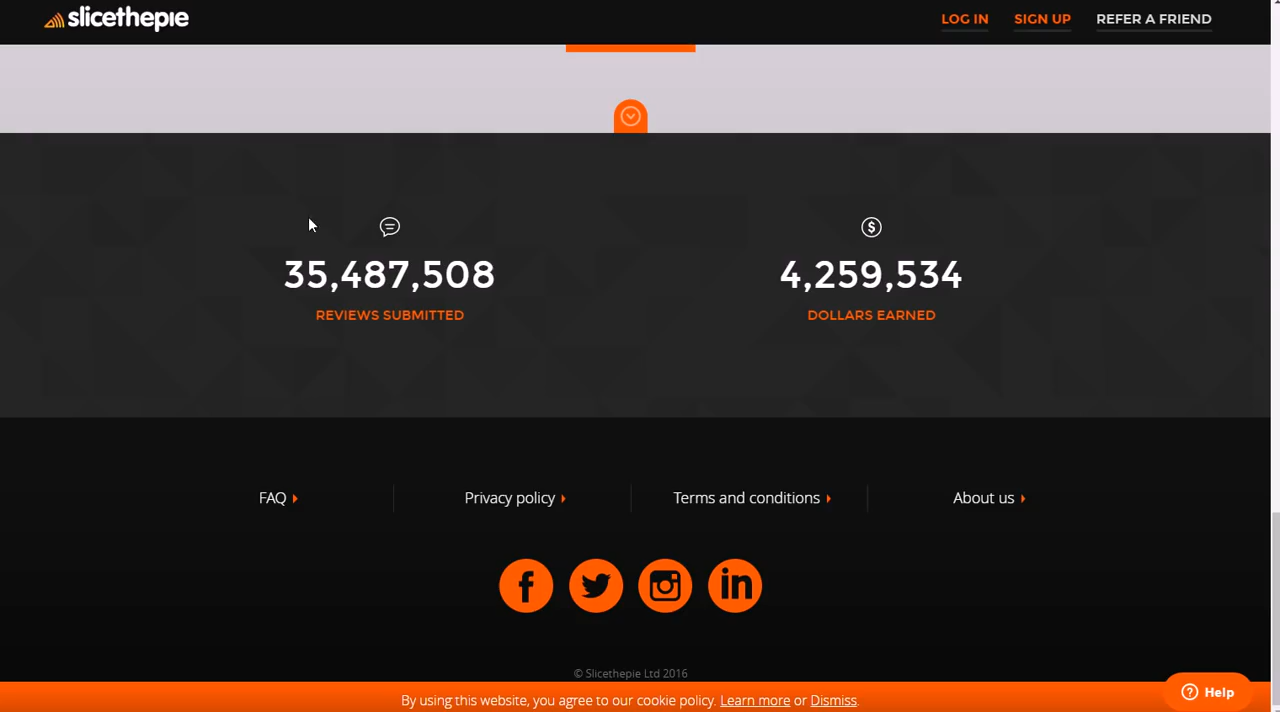 slicethepie
LOG IN
SIGN UP
REFER A FRIEND
35,487,508
REVIEWS SUBMITTED
4,259,534
DOLLARS EARNED
FAQ
Privacy policy
Terms and conditions
About us
© Slicethepie Ltd 2016
By using this website, you agree to our cookie policy. Learn more or Dismiss.
Help